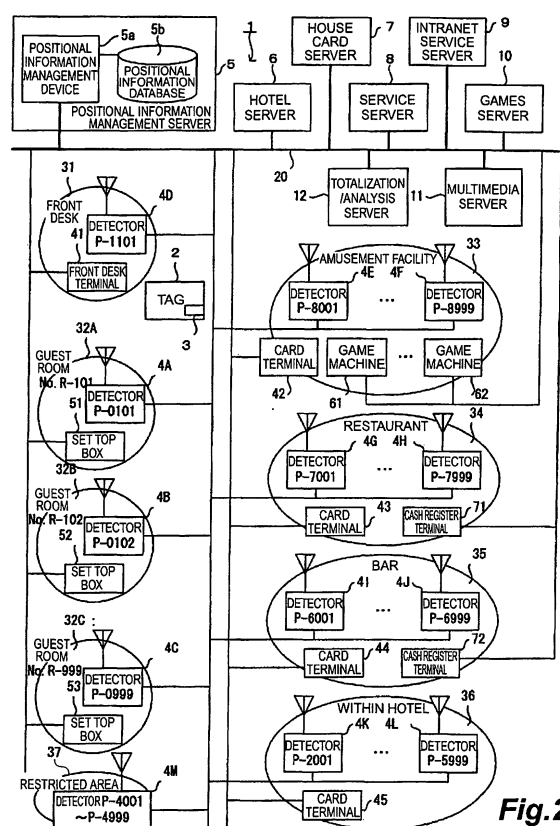 5a
POSITIONAL
INFORMATION
MANAGEMENT
DEVICE
5b
POSITIONAL
INFORMATION
DATABASE
5
POSITIONAL INFORMATION
MANAGEMENT SERVER
1
6
HOTEL
SERVER
7
HOUSE
CARD
SERVER
8
SERVICE
SERVER
9
INTRANET
SERVICE
SERVER
10
GAMES
SERVER
20
12
TOTALIZATION
/ANALYSIS
SERVER
11
MULTIMEDIA
SERVER
31
FRONT DESK
4D
DETECTOR
P-1101
41
FRONT DESK
TERMINAL
2
TAG
3
32A
GUEST
ROOM
No. R-101
4A
DETECTOR
P-0101
51
SET TOP
BOX
32B
GUEST
ROOM
No. R-102
4B
DETECTOR
P-0102
52
SET TOP
BOX
32C :
GUEST
ROOM
No. R-999
4C
DETECTOR
P-0999
53
SET TOP
BOX
37
RESTRICTED AREA
4M
DETECTOR P-4001
~P-4999
33
AMUSEMENT FACILITY
4E
DETECTOR
P-8001
...
4F
DETECTOR
P-8999
CARD
TERMINAL
42
GAME
MACHINE
61
...
GAME
MACHINE
62
34
RESTAURANT
4G
DETECTOR
P-7001
...
4H
DETECTOR
P-7999
CARD
TERMINAL
43
CASH REGISTER
TERMINAL
71
35
BAR
4I
DETECTOR
P-6001
...
4J
DETECTOR
P-6999
CARD
TERMINAL
44
CASH REGISTER
TERMINAL
72
36
WITHIN HOTEL
4K
DETECTOR
P-2001
...
4L
DETECTOR
P-5999
CARD
TERMINAL
45
Fig.2